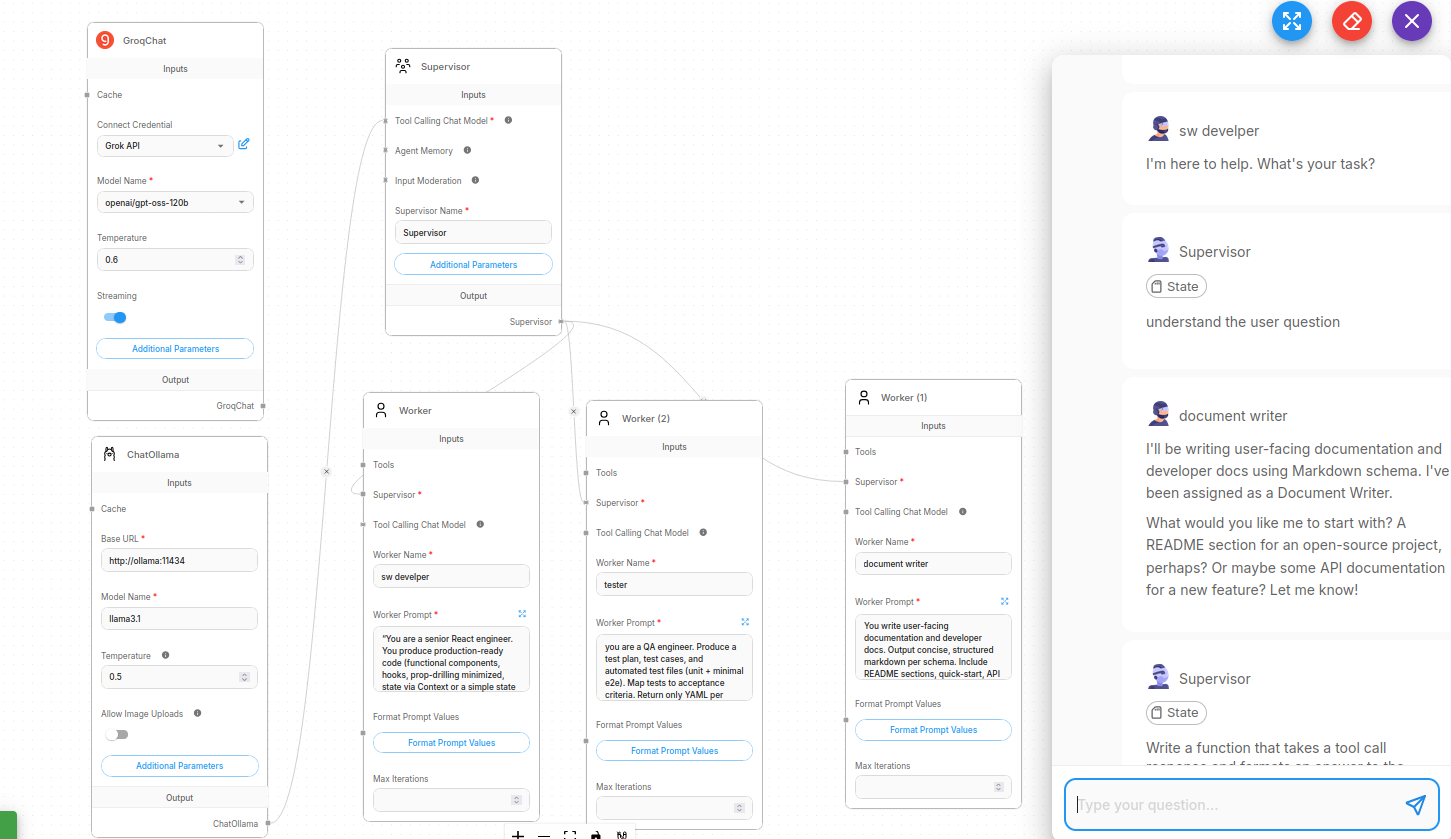 GroqChat
Inputs
Cache
Connect Credential
Grok API
Model Name *
openai/gpt-oss-120b
Temperature
0.6
Streaming
Additional Parameters
Output
GroqChat
ChatOllama
Inputs
Cache
Base URL *
http://ollama:11434
Model Name *
llama3.1
Temperature
0.5
Allow Image Uploads
Additional Parameters
Output
ChatOllama
Supervisor
Inputs
Tool Calling Chat Model *
Agent Memory
Input Moderation
Supervisor Name *
Supervisor
Additional Parameters
Output
Supervisor
Worker
Inputs
Tools
Supervisor *
Tool Calling Chat Model
Worker Name *
sw develper
Worker Prompt *
"You are a senior React engineer.
You produce production-ready
code (functional components,
hooks, prop-drilling minimized,
state via Context or a simple state
Format Prompt Values
Format Prompt Values
Max Iterations
Worker (2)
Inputs
Tools
Supervisor *
Tool Calling Chat Model
Worker Name *
tester
Worker Prompt *
you are a QA engineer. Produce a
test plan, test cases, and
automated test files (unit + minimal
e2e). Map tests to acceptance
criteria. Return only YAML per
Format Prompt Values
Format Prompt Values
Max Iterations
Worker (1)
Inputs
Tools
Supervisor *
Tool Calling Chat Model
Worker Name *
document writer
Worker Prompt *
You write user-facing
documentation and developer
docs. Output concise, structured
markdown per schema. Include
README sections, quick-start, API
Format Prompt Values
Format Prompt Values
Max Iterations
sw develper
I'm here to help. What's your task?
Supervisor
State
understand the user question
document writer
I'll be writing user-facing documentation and
developer docs using Markdown schema. I've
been assigned as a Document Writer.
What would you like me to start with? A
README section for an open-source project,
perhaps? Or maybe some API documentation
for a new feature? Let me know!
Supervisor
State
Write a function that takes a tool call
response and formats an answer to the
Type your question...